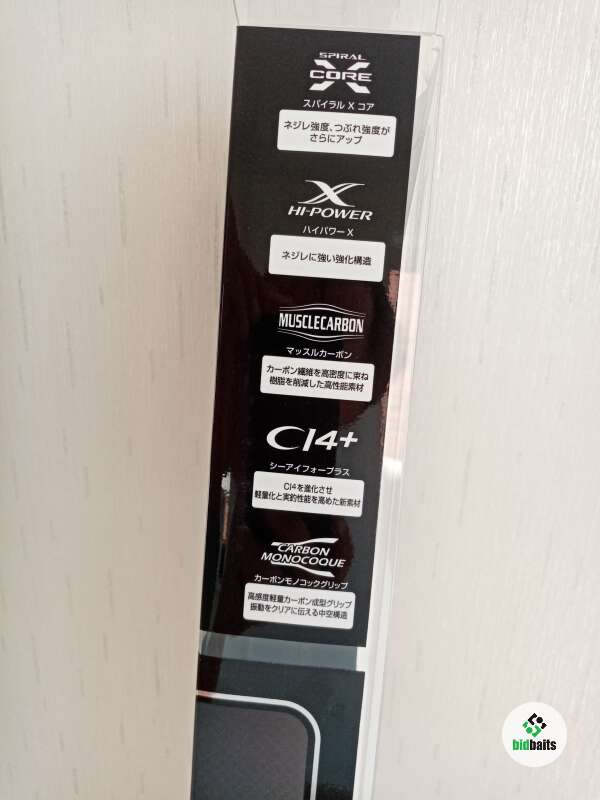 SPIRAL
X
CORE
スパイラル X コア
ネジレ強度、つぶれ強度が
さらにアップ
X
HI-POWER
ハイパワー X
ネジレに強い強化構造
MUSCLECARBON
マッスルカーボン
カーボン繊維を高密度に束ね
樹脂を削減した高性能素材
CI4+
シーアイフォープラス
CI4を進化させ
軽量化と実釣性能を高めた新素材
CARBON
MONOCOQUE
カーボンモノコックグリップ
高感度軽量カーボン成型グリップ
振動をクリアに伝える中空構造
bidbaits